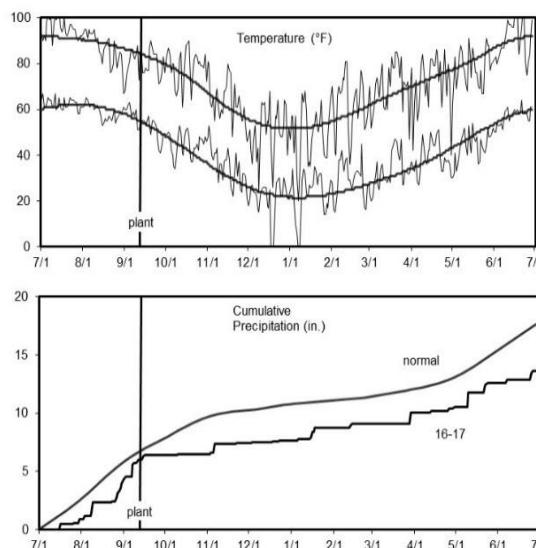 100
Temperature (°F)
80
60
40
20
plant
0
7/1 8/1 9/1 10/1 11/1 12/1 1/1 2/1 3/1 4/1 5/1 6/1 7/
20
Cumulative
Precipitation (in.)
15
normal
10
16-17
5
plant
0
7/1 8/1 9/1 10/1 11/1 12/1 1/1 2/1 3/1 4/1 5/1 6/1 7/